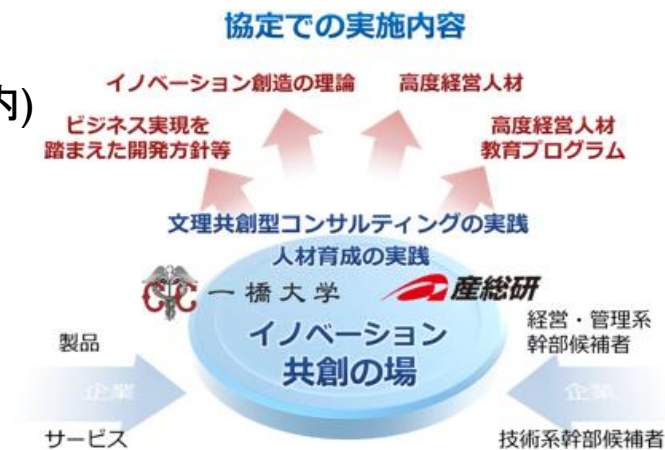 協定での実施内容
イノベーション創造の理論
高度経営人材
内)
ビジネス実現を
踏まえた開発方針等
高度経営人材
教育プログラム
文理共創型コンサルティングの実践
人材育成の実践
一橋大学
産総研
イノベーション
共創の場
製品
企業
サービス
経営・管理系
幹部候補者
企業
技術系幹部候補者